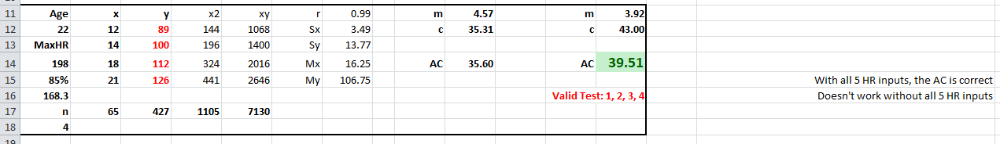 11 Age x y x2 xy r 0.99 m 4.57 m 3.92
12 22 12 89 144 1068 Sx 3.49 c 35.31 c 43.00
13 MaxHR 14 100 196 1400 Sy 13.77
14 198 18 112 324 2016 Mx 16.25 AC 35.60 AC 39.51
15 85% 21 126 441 2646 My 106.75 With all 5 HR inputs, the AC is correct
16 168.3 Valid Test: 1, 2, 3, 4 Doesn't work without all 5 HR inputs
17 n 65 427 1105 7130
18 4